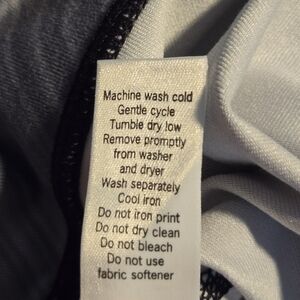 Machine wash cold
Gentle cycle
Tumble dry low
Remove promptly
from washer
and dryer
Wash separately
Cool iron
Do not iron print
Do not dry clean
Do not bleach
Do not use
fabric softener